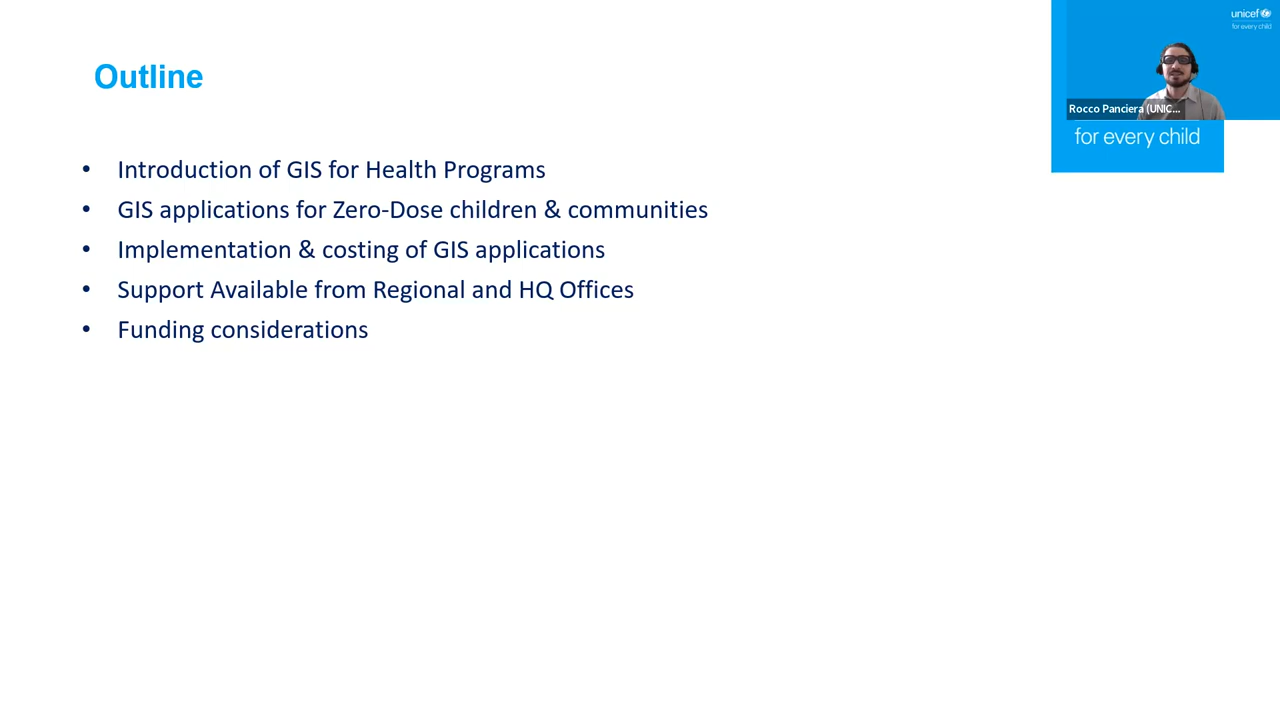 unicef
for every child
Outline
Rocco Panciera (UNIC...
for every child
• Introduction of GIS for Health Programs
• GIS applications for Zero-Dose children & communities
• Implementation & costing of GIS applications
• Support Available from Regional and HQ Offices
• Funding considerations